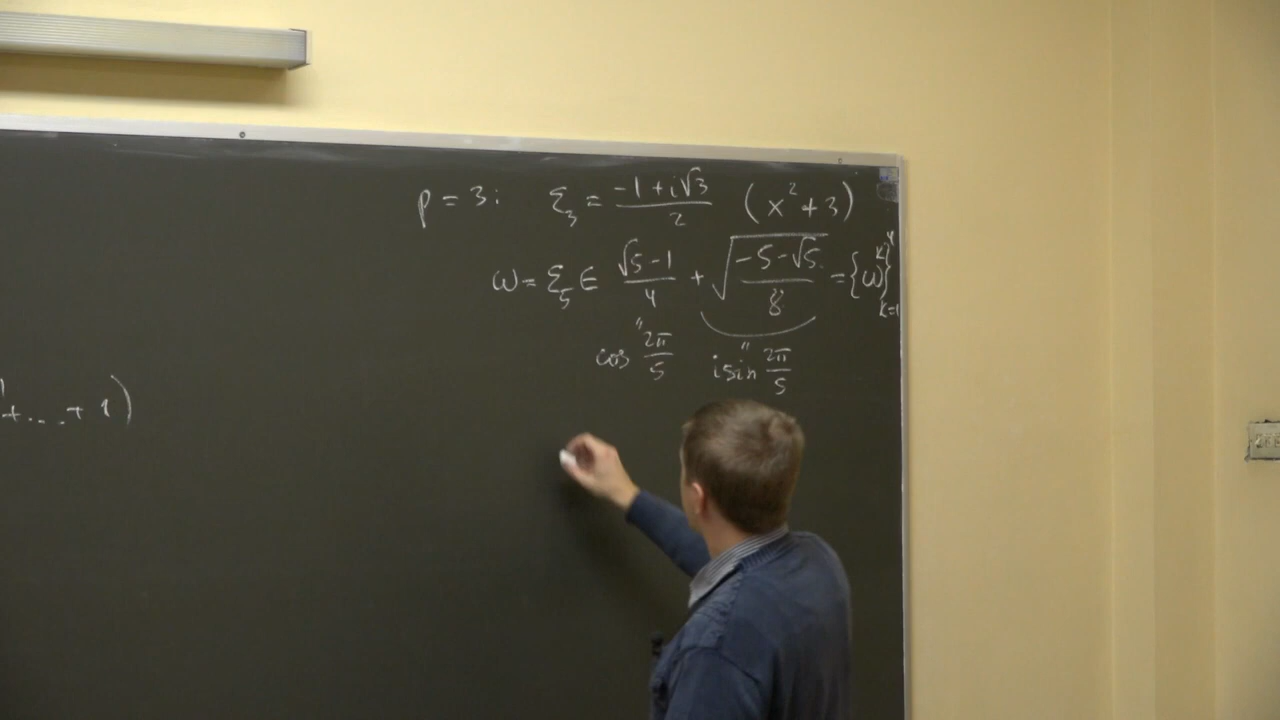 p = 3: ξ₃ = (-1 + i√3)/2 (x² + 3)
ω = ξ₅ ∈ (√5 - 1)/4 + √((-5 - √5)/8) = {ωᵏ}⁴ₖ₌₁
" "
cos 2π/5 i sin 2π/5
+ ... + 1)